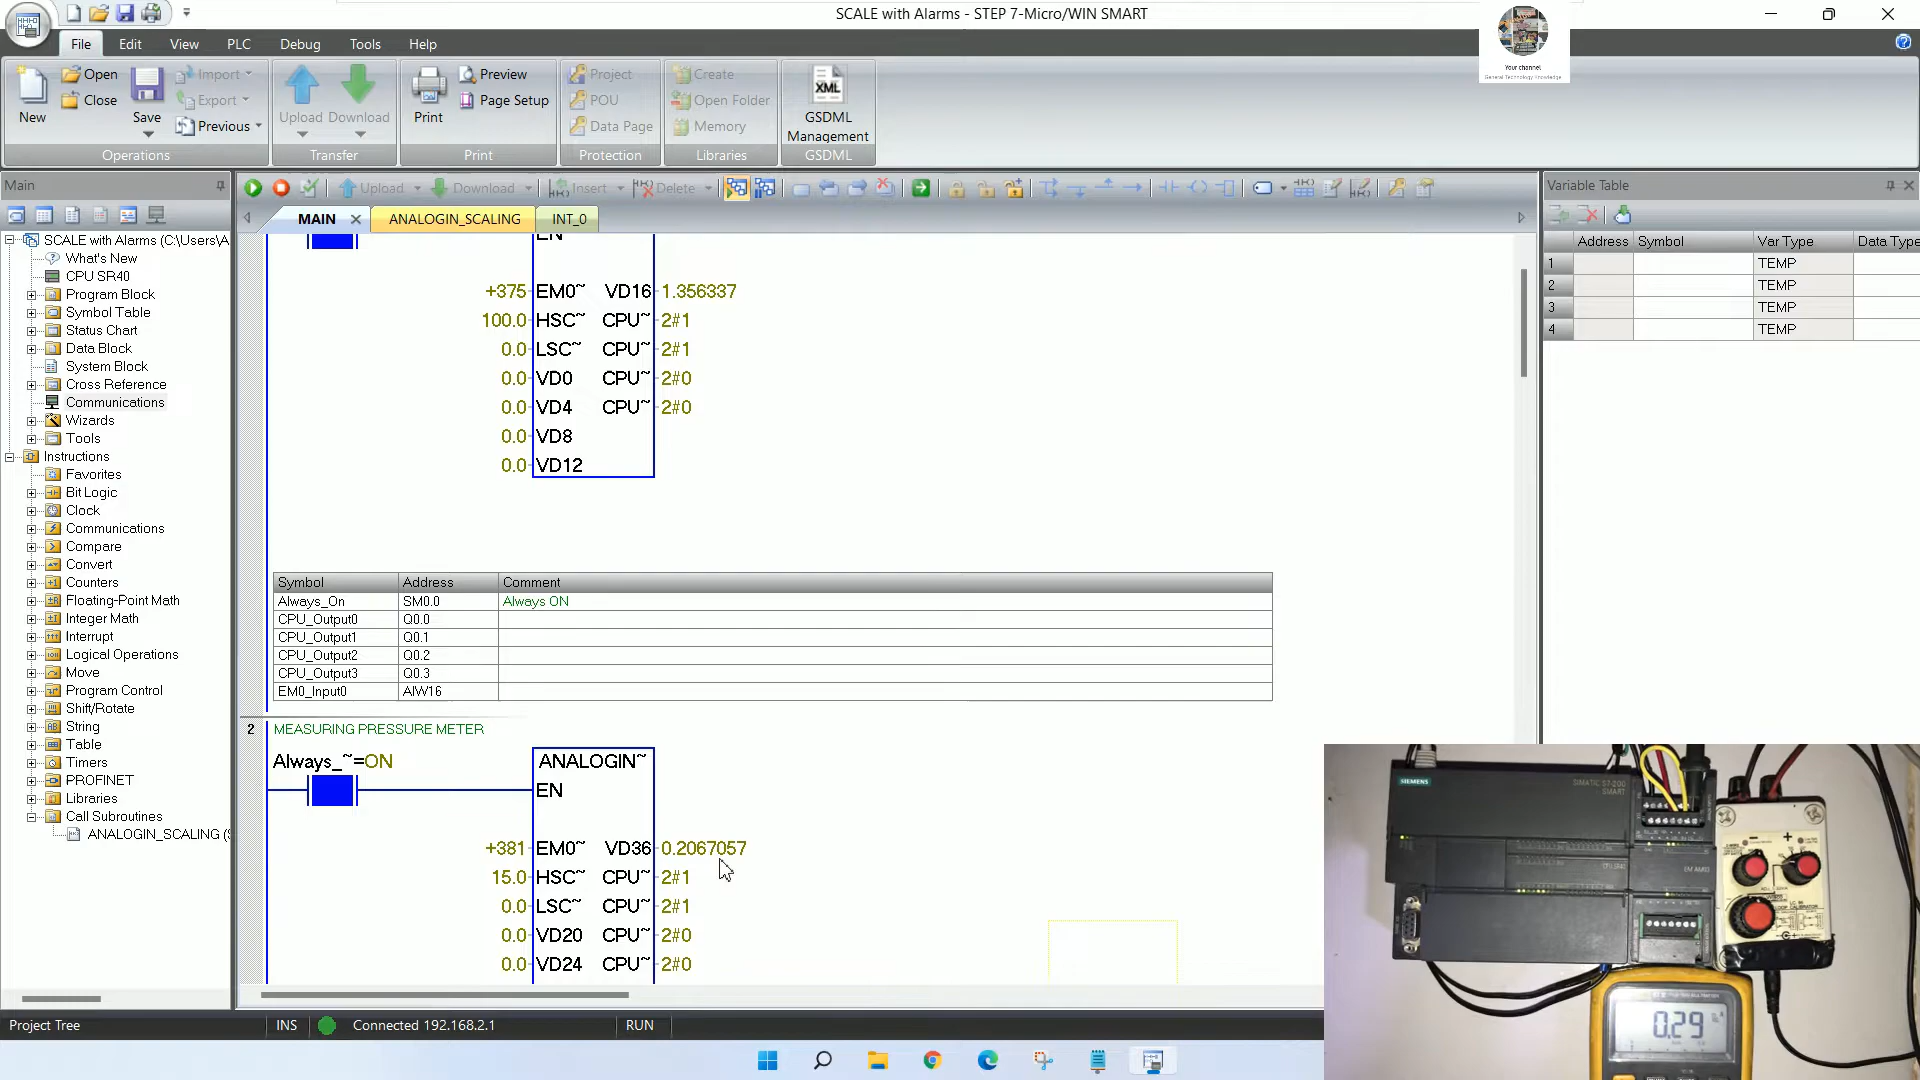 SCALE with Alarms - STEP 7-Micro/WIN SMART
Your channel
General Technology Knowledge
File Edit View PLC Debug Tools Help
New
Open
Close
Save
Import
Export
Previous
Operations
Upload
Download
Transfer
Print
Preview
Page Setup
Print
Project
POU
Data Page
Protection
Create
Open Folder
Memory
Libraries
XML
GSDML
Management
GSDML
Main
Upload Download Insert Delete
Variable Table
MAIN ANALOGIN_SCALING INT_0
SCALE with Alarms (C:\Users\A
What's New
CPU SR40
Program Block
Symbol Table
Status Chart
Data Block
System Block
Cross Reference
Communications
Wizards
Tools
Instructions
Favorites
Bit Logic
Clock
Communications
Compare
Convert
Counters
Floating-Point Math
Integer Math
Interrupt
Logical Operations
Move
Program Control
Shift/Rotate
String
Table
Timers
PROFINET
Libraries
Call Subroutines
ANALOGIN_SCALING (
EN
+375 EM0~ VD16 1.356337
100.0 HSC~ CPU~ 2#1
0.0 LSC~ CPU~ 2#1
0.0 VD0 CPU~ 2#0
0.0 VD4 CPU~ 2#0
0.0 VD8
0.0 VD12
Symbol Address Comment
Always_On SM0.0 Always ON
CPU_Output0 Q0.0
CPU_Output1 Q0.1
CPU_Output2 Q0.2
CPU_Output3 Q0.3
EM0_Input0 AIW16
2 MEASURING PRESSURE METER
Always_~=ON ANALOGIN~
EN
+381 EM0~ VD36 0.2067057
15.0 HSC~ CPU~ 2#1
0.0 LSC~ CPU~ 2#1
0.0 VD20 CPU~ 2#0
0.0 VD24 CPU~ 2#0
Address Symbol Var Type Data Type
1 TEMP
2 TEMP
3 TEMP
4 TEMP
SIEMENS
SIMATIC S7-200
SMART
0.29
Project Tree INS Connected 192.168.2.1 RUN